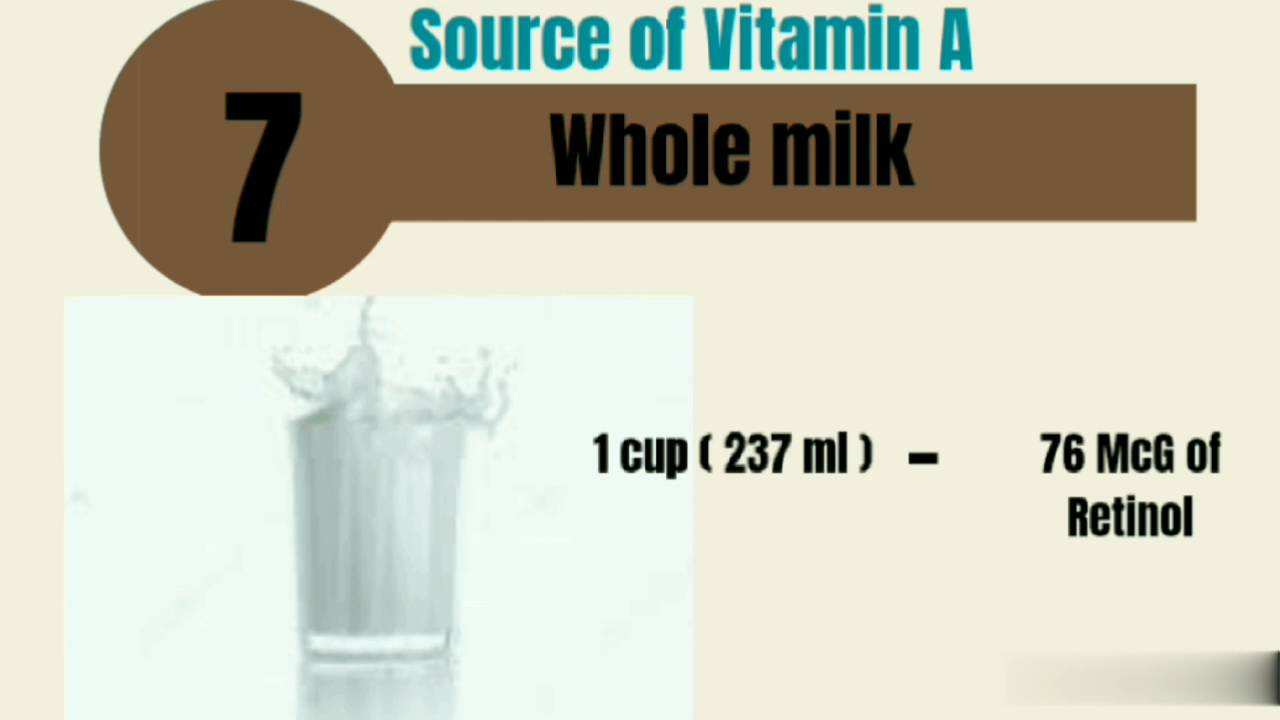 Source of Vitamin A
7
Whole milk
1 cup ( 237 ml ) - 76 McG of
Retinol